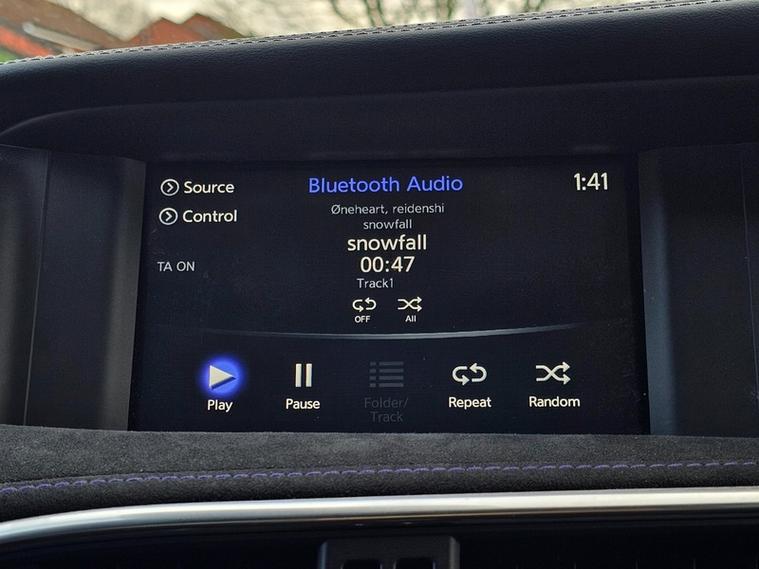 Source
Bluetooth Audio
1:41
Control
Øneheart, reidenshi
snowfall
snowfall
TA ON
00:47
Track1
OFF
All
Play
Pause
Folder/
Track
Repeat
Random